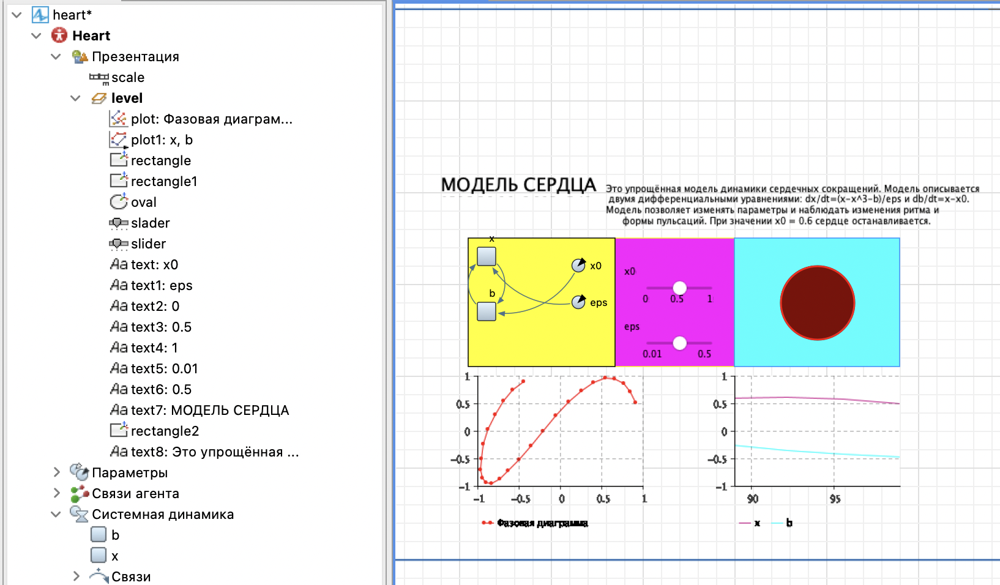 heart*
Heart
Презентация
scale
level
plot: Фазовая диаграм...
plot1: x, b
rectangle
rectangle1
oval
slader
slider
text: x0
text1: eps
text2: 0
text3: 0.5
text4: 1
text5: 0.01
text6: 0.5
text7: МОДЕЛЬ СЕРДЦА
rectangle2
text8: Это упрощённая ...
Параметры
Связи агента
Системная динамика
b
x
Связи
МОДЕЛЬ СЕРДЦА
Это упрощённая модель динамики сердечных сокращений. Модель описывается
двумя дифференциальными уравнениями: dx/dt=(x-x^3-b)/eps и db/dt=x-x0.
Модель позволяет изменять параметры и наблюдать изменения ритма и
формы пульсаций. При значении x0 = 0.6 сердце останавливается.
x
x0
b
eps
x0
0 0.5 1
eps
0.01 0.5
1
0.5
0
-0.5
-1
-1 -0.5 0 0.5 1
Фазовая диаграмма
1
0.5
0
-0.5
-1
90 95
x b